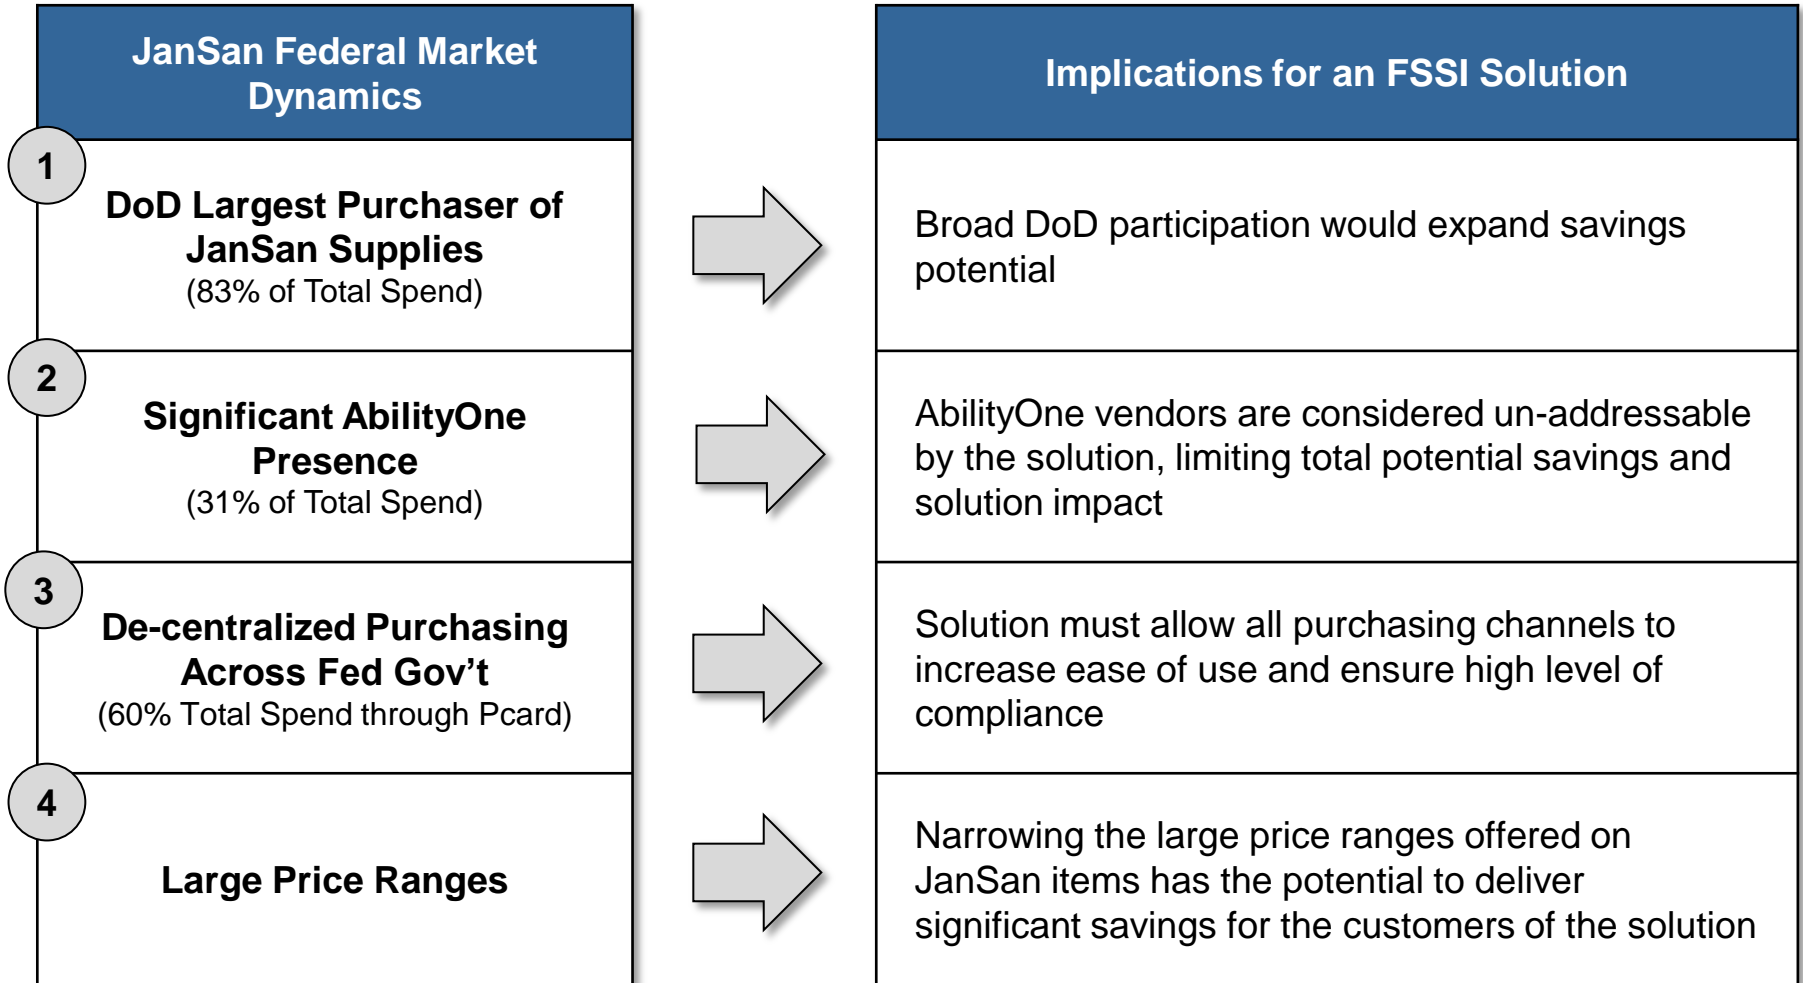 JanSan Federal Market
Dynamics
Implications for an FSSI Solution
1
DoD Largest Purchaser of
JanSan Supplies
(83% of Total Spend)
Broad DoD participation would expand savings
potential
2
Significant AbilityOne
Presence
(31% of Total Spend)
AbilityOne vendors are considered un-addressable
by the solution, limiting total potential savings and
solution impact
3
De-centralized Purchasing
Across Fed Gov’t
(60% Total Spend through Pcard)
Solution must allow all purchasing channels to
increase ease of use and ensure high level of
compliance
4
Large Price Ranges
Narrowing the large price ranges offered on
JanSan items has the potential to deliver
significant savings for the customers of the solution